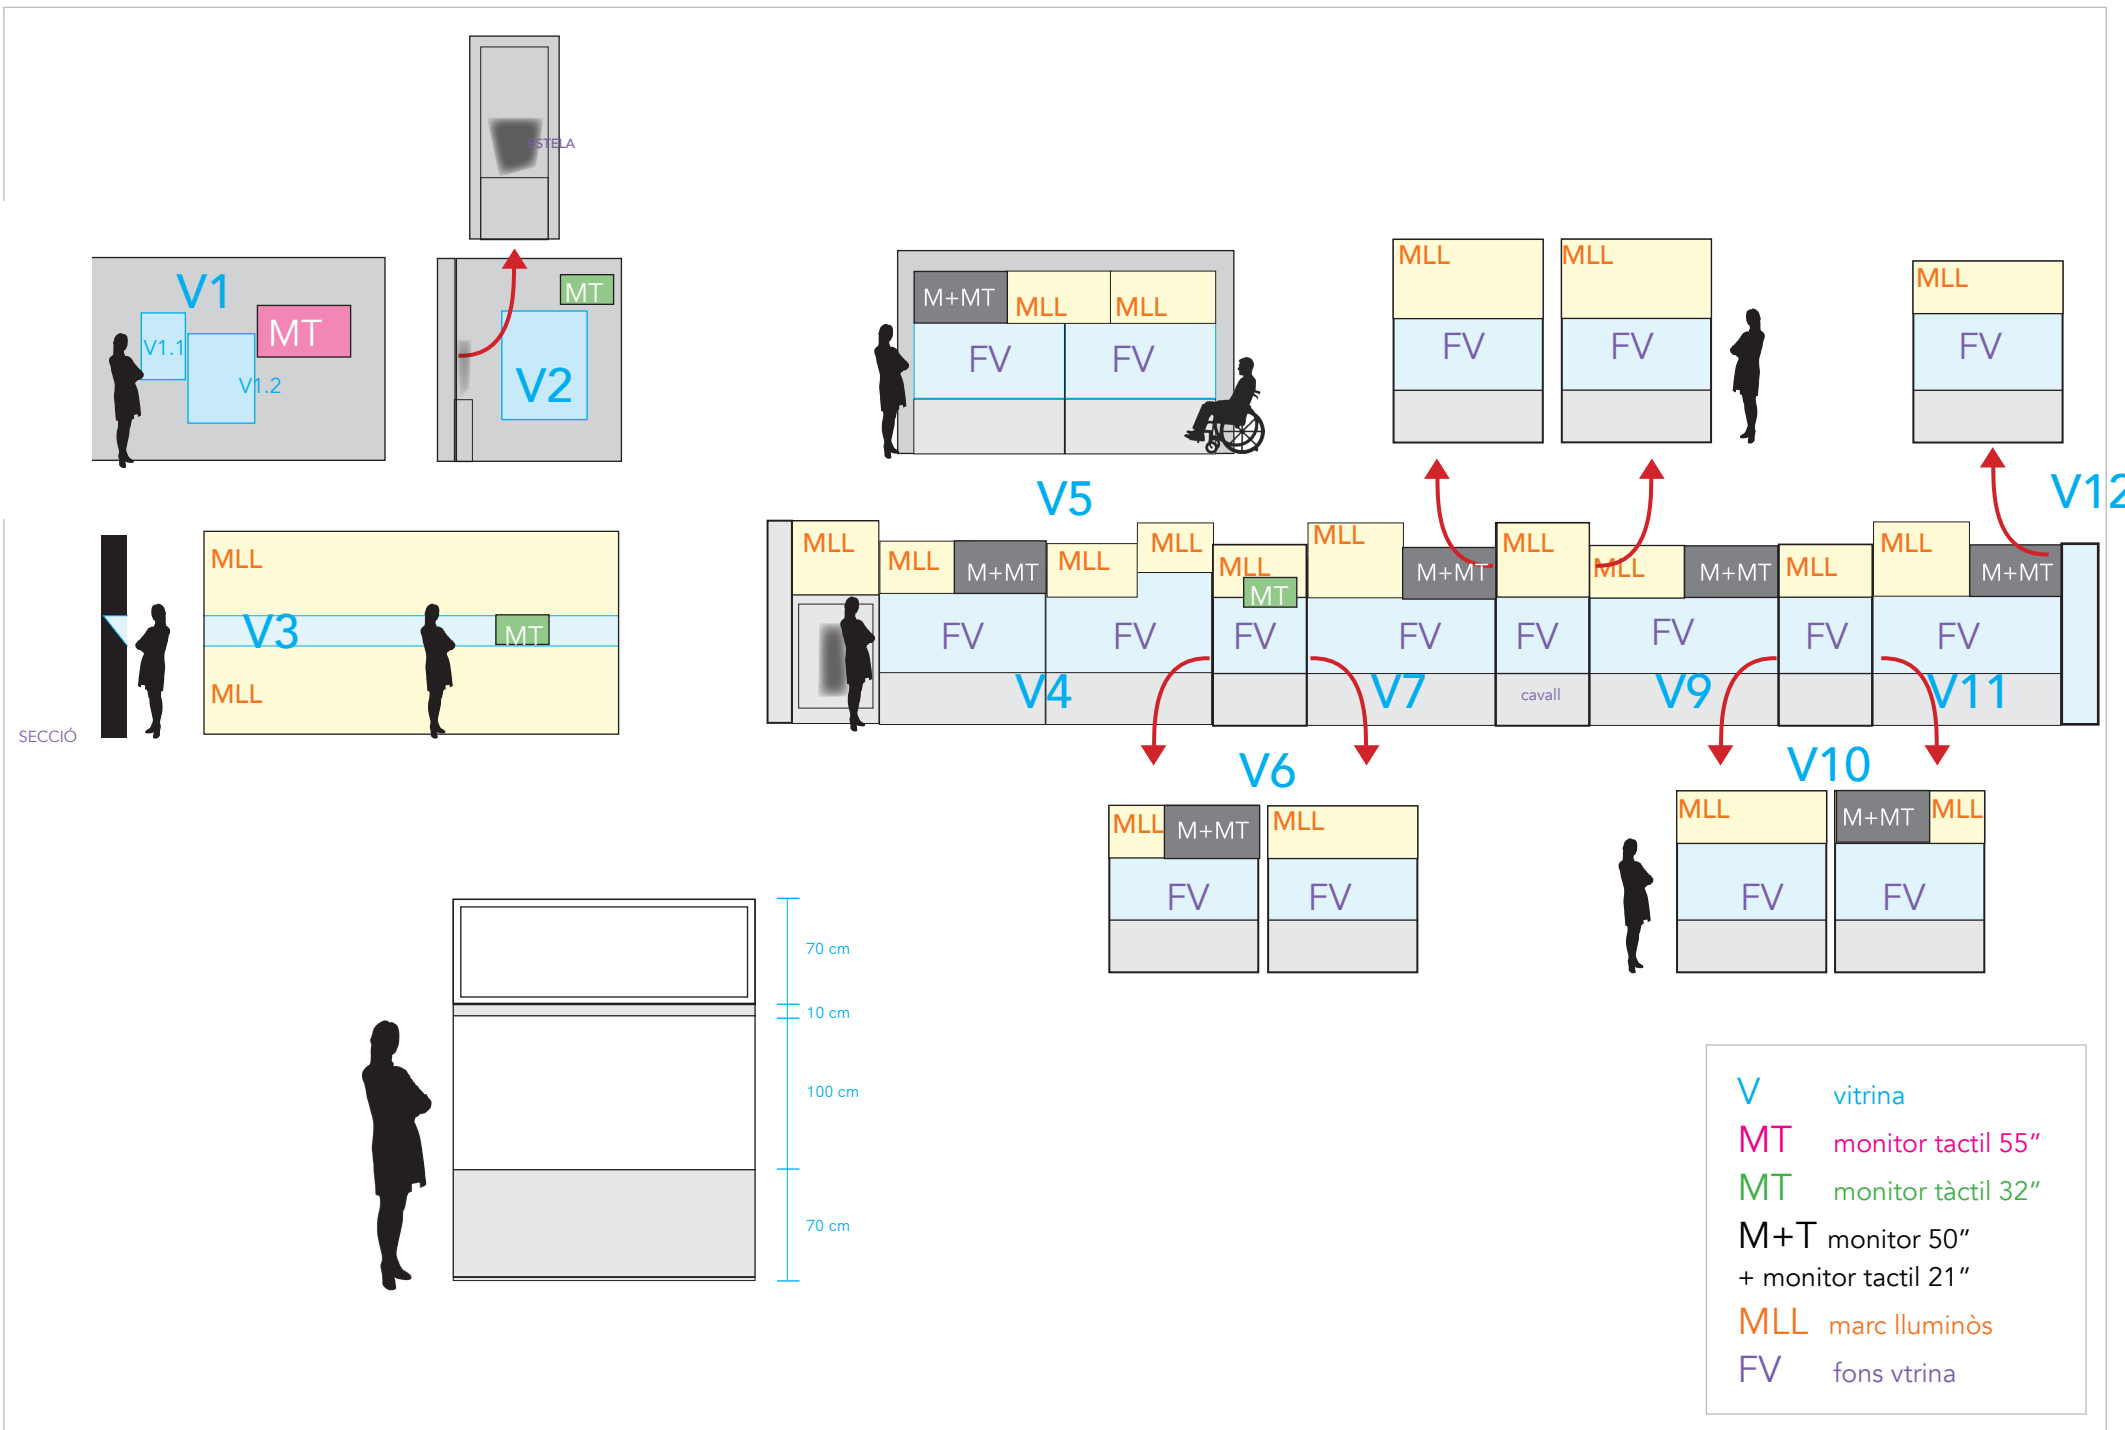 ESTELA
V1
MT
V1.1
V1.2
MT
V2
M+MT
MLL
MLL
FV
FV
MLL
FV
MLL
FV
MLL
FV
V5
V12
MLL
V3
MT
MLL
SECCIÓ
MLL
MLL
M+MT
MLL
MLL
MLL
MT
MLL
M+MT
MLL
MLL
M+MT
MLL
MLL
M+MT
FV
FV
FV
FV
FV
FV
FV
FV
V4
V7
cavall
V9
V11
V6
V10
MLL
M+MT
MLL
FV
FV
MLL
M+MT
MLL
FV
FV
70 cm
10 cm
100 cm
70 cm
V vitrina
MT monitor tactil 55"
MT monitor tàctil 32"
M+T monitor 50"
+ monitor tactil 21"
MLL marc lluminòs
FV fons vtrina